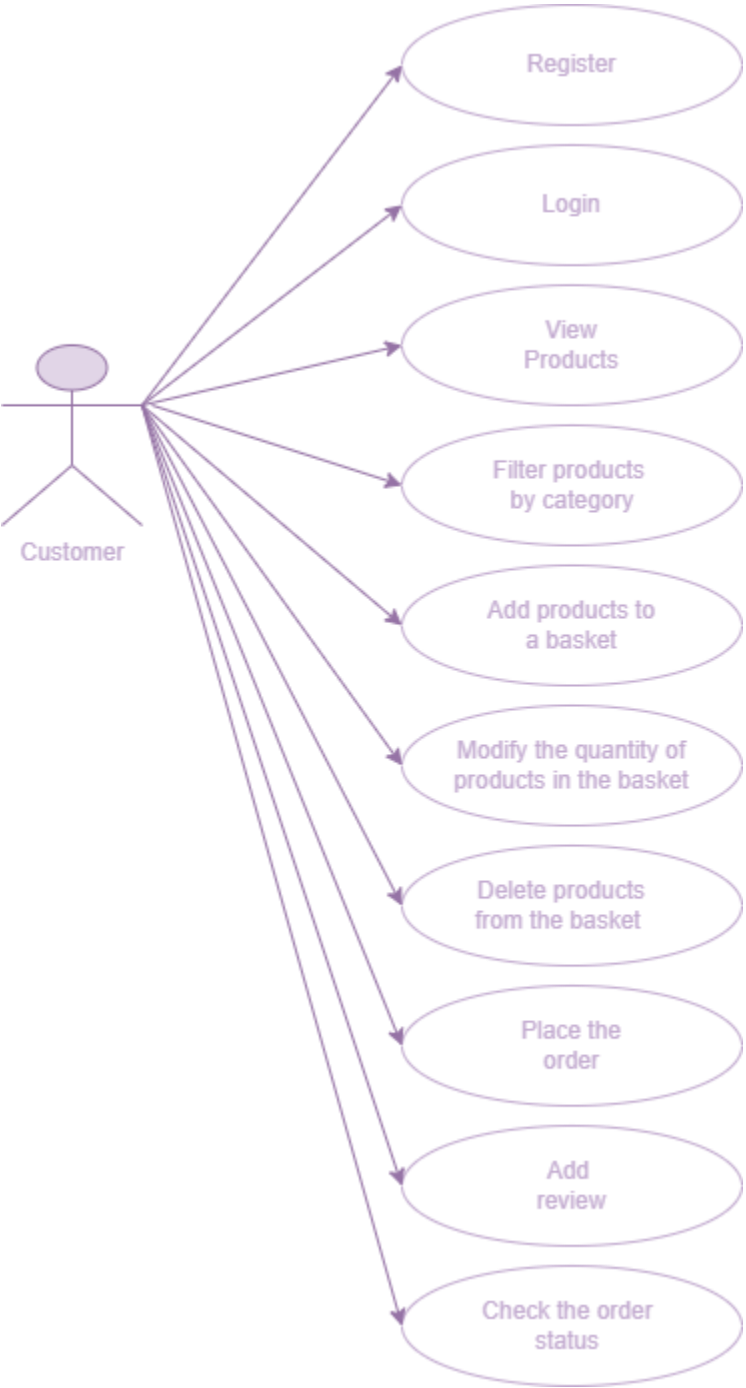 Register
Login
View
Products
Filter products
by category
Customer
Add products to
a basket
Modify the quantity of
products in the basket
Delete products
from the basket
Place the
order
Add
review
Check the order
status